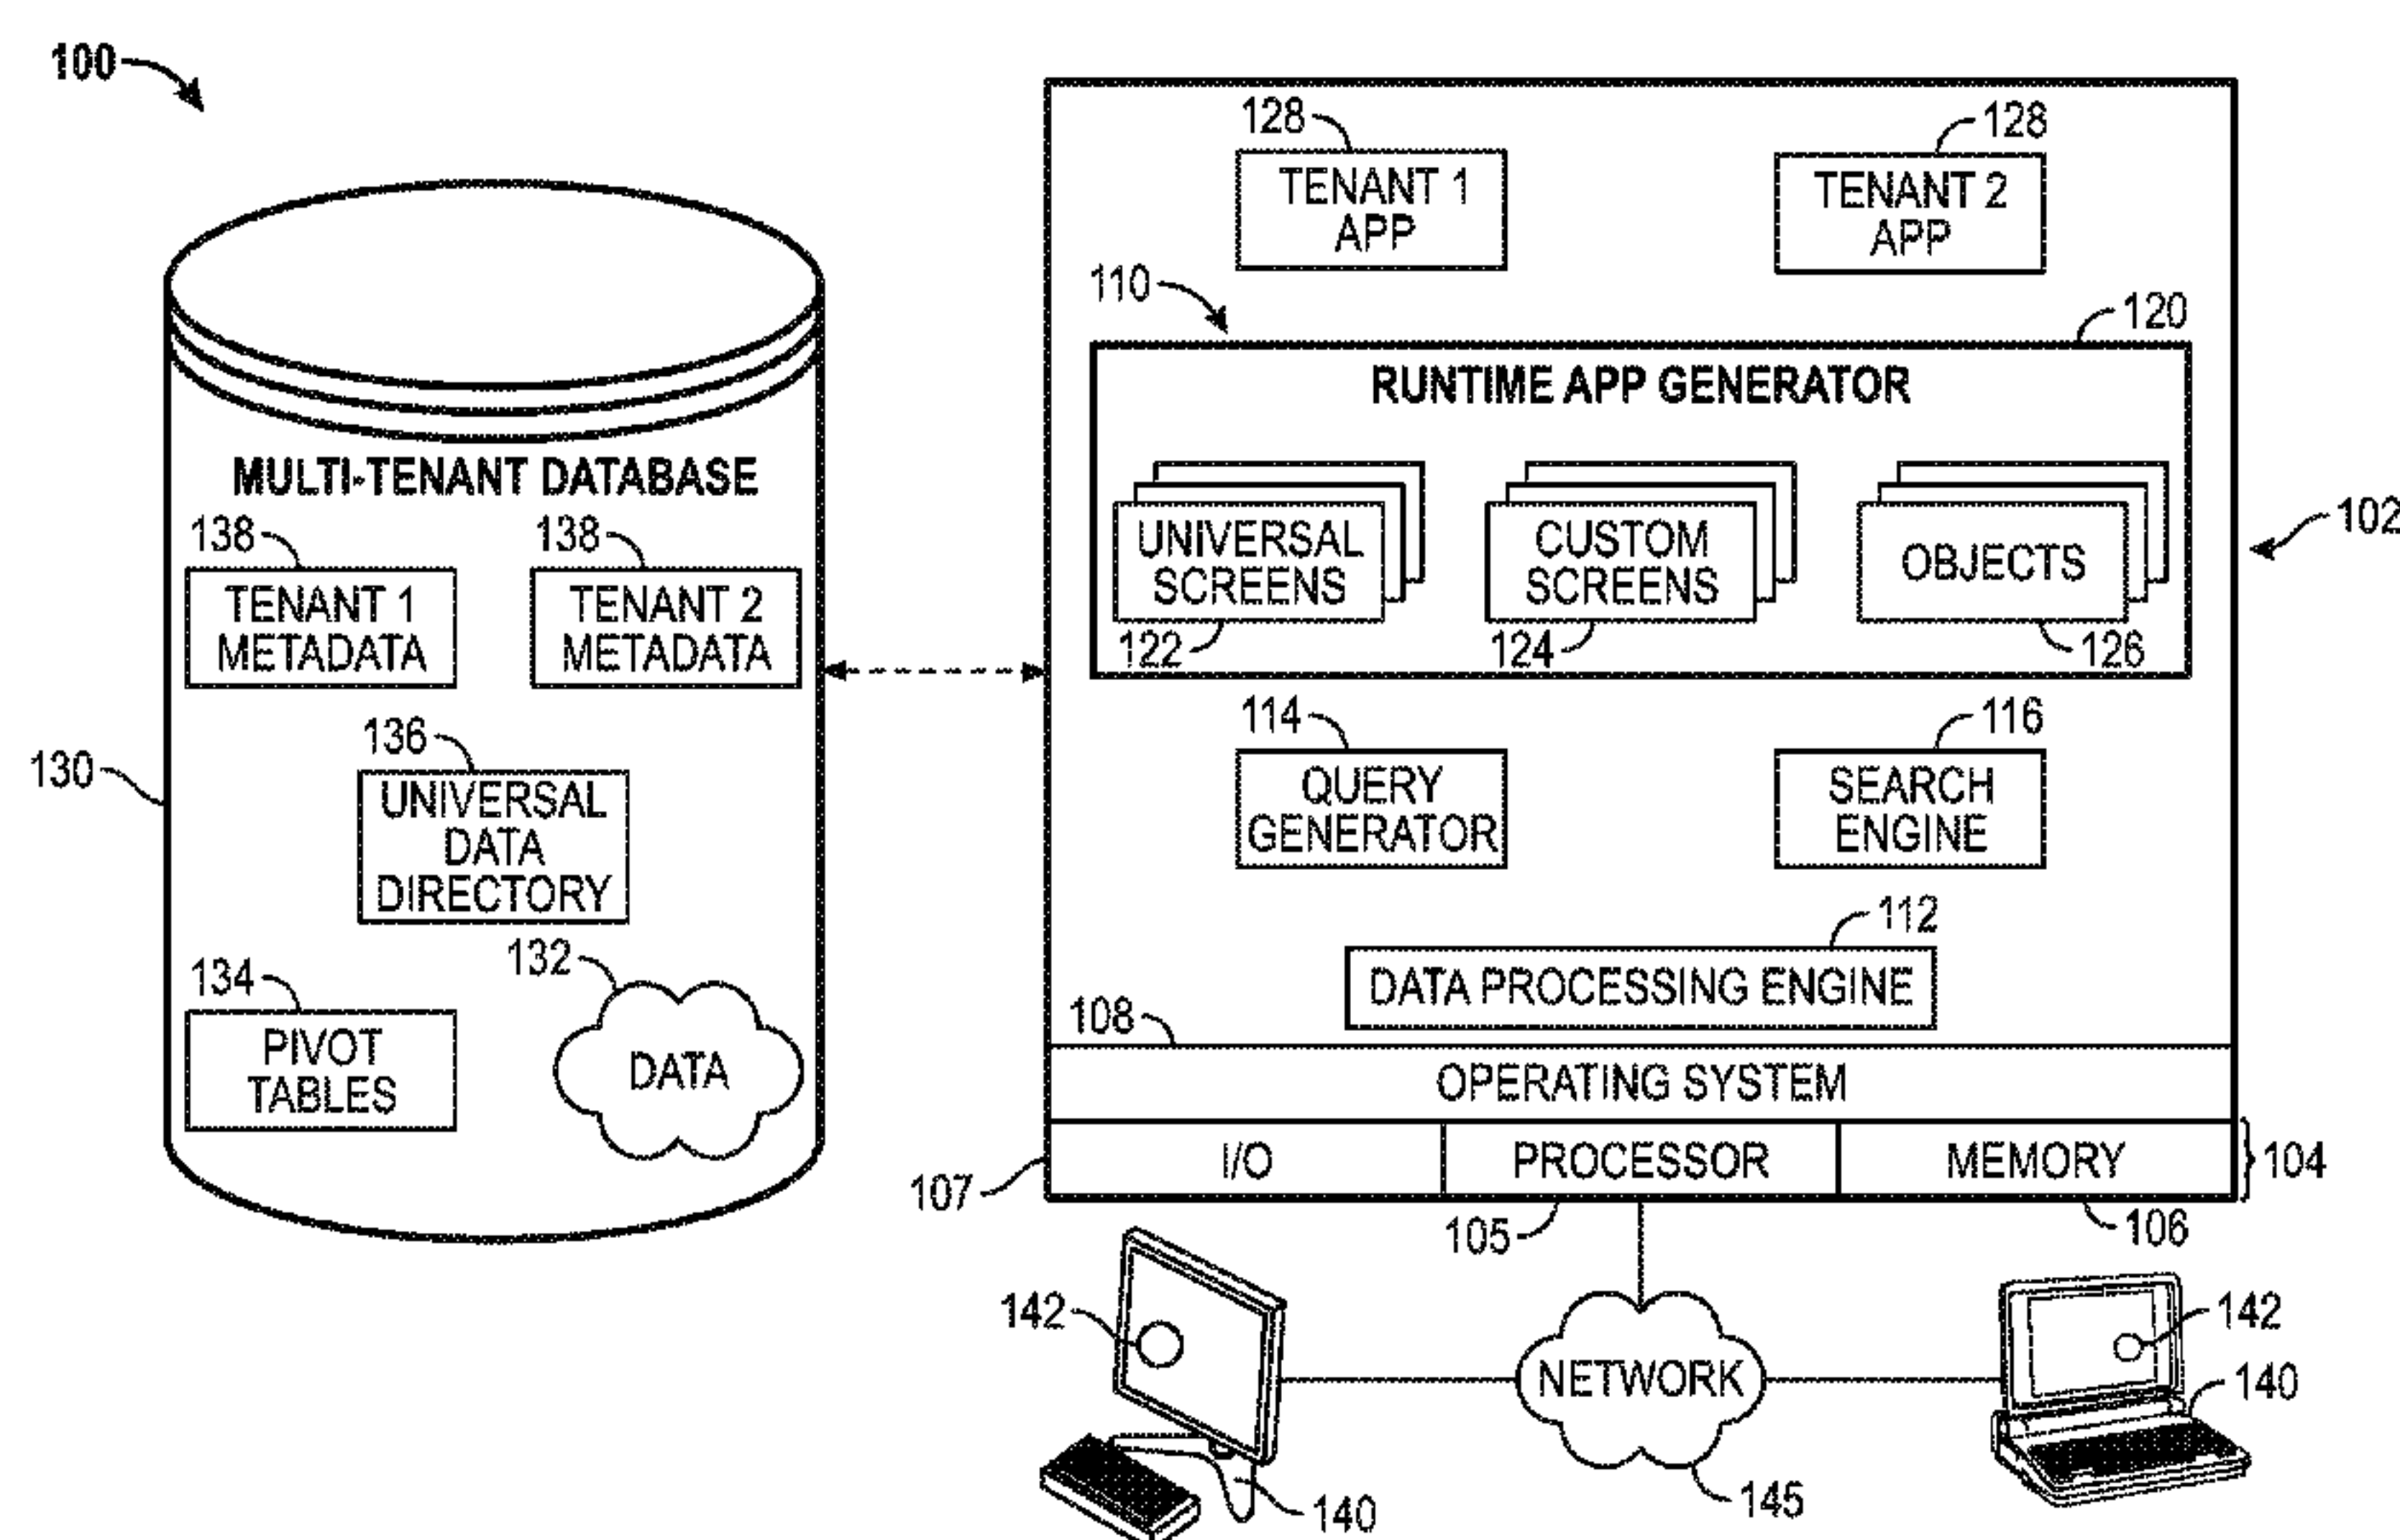 100
128
TENANT 1
APP
128
TENANT 2
APP
110
120
RUNTIME APP GENERATOR
UNIVERSAL
SCREENS
122
CUSTOM
SCREENS
124
OBJECTS
126
102
MULTI-TENANT DATABASE
138
TENANT 1
METADATA
138
TENANT 2
METADATA
130
136
UNIVERSAL
DATA
DIRECTORY
134
PIVOT
TABLES
132
DATA
114
QUERY
GENERATOR
116
SEARCH
ENGINE
112
DATA PROCESSING ENGINE
108
OPERATING SYSTEM
107
I/O
PROCESSOR
MEMORY
104
105
106
142
140
NETWORK
145
142
140